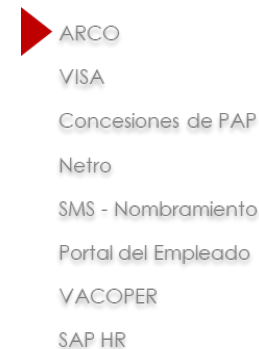 ARCO
VISA
Concesiones de PAP
Netro
SMS - Nombramiento
Portal del Empleado
VACOPER
SAP HR